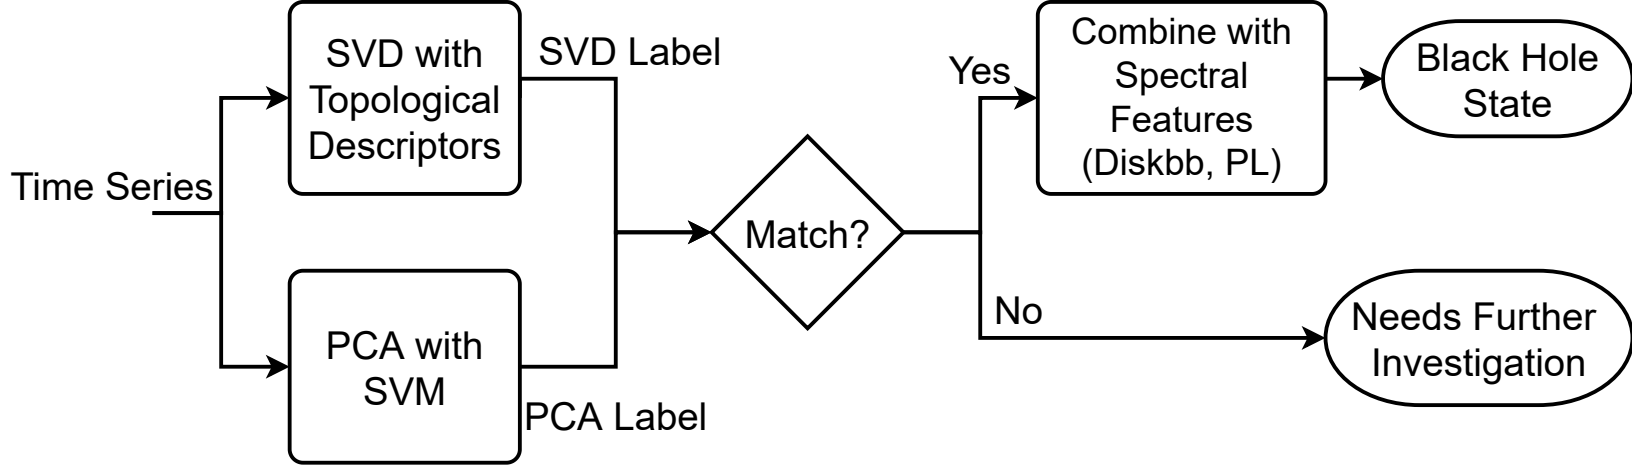 Time Series
SVD with
Topological
Descriptors
SVD Label
PCA with
SVM
PCA Label
Match?
Yes
Combine with
Spectral
Features
(Diskbb, PL)
Black Hole
State
No
Needs Further
Investigation